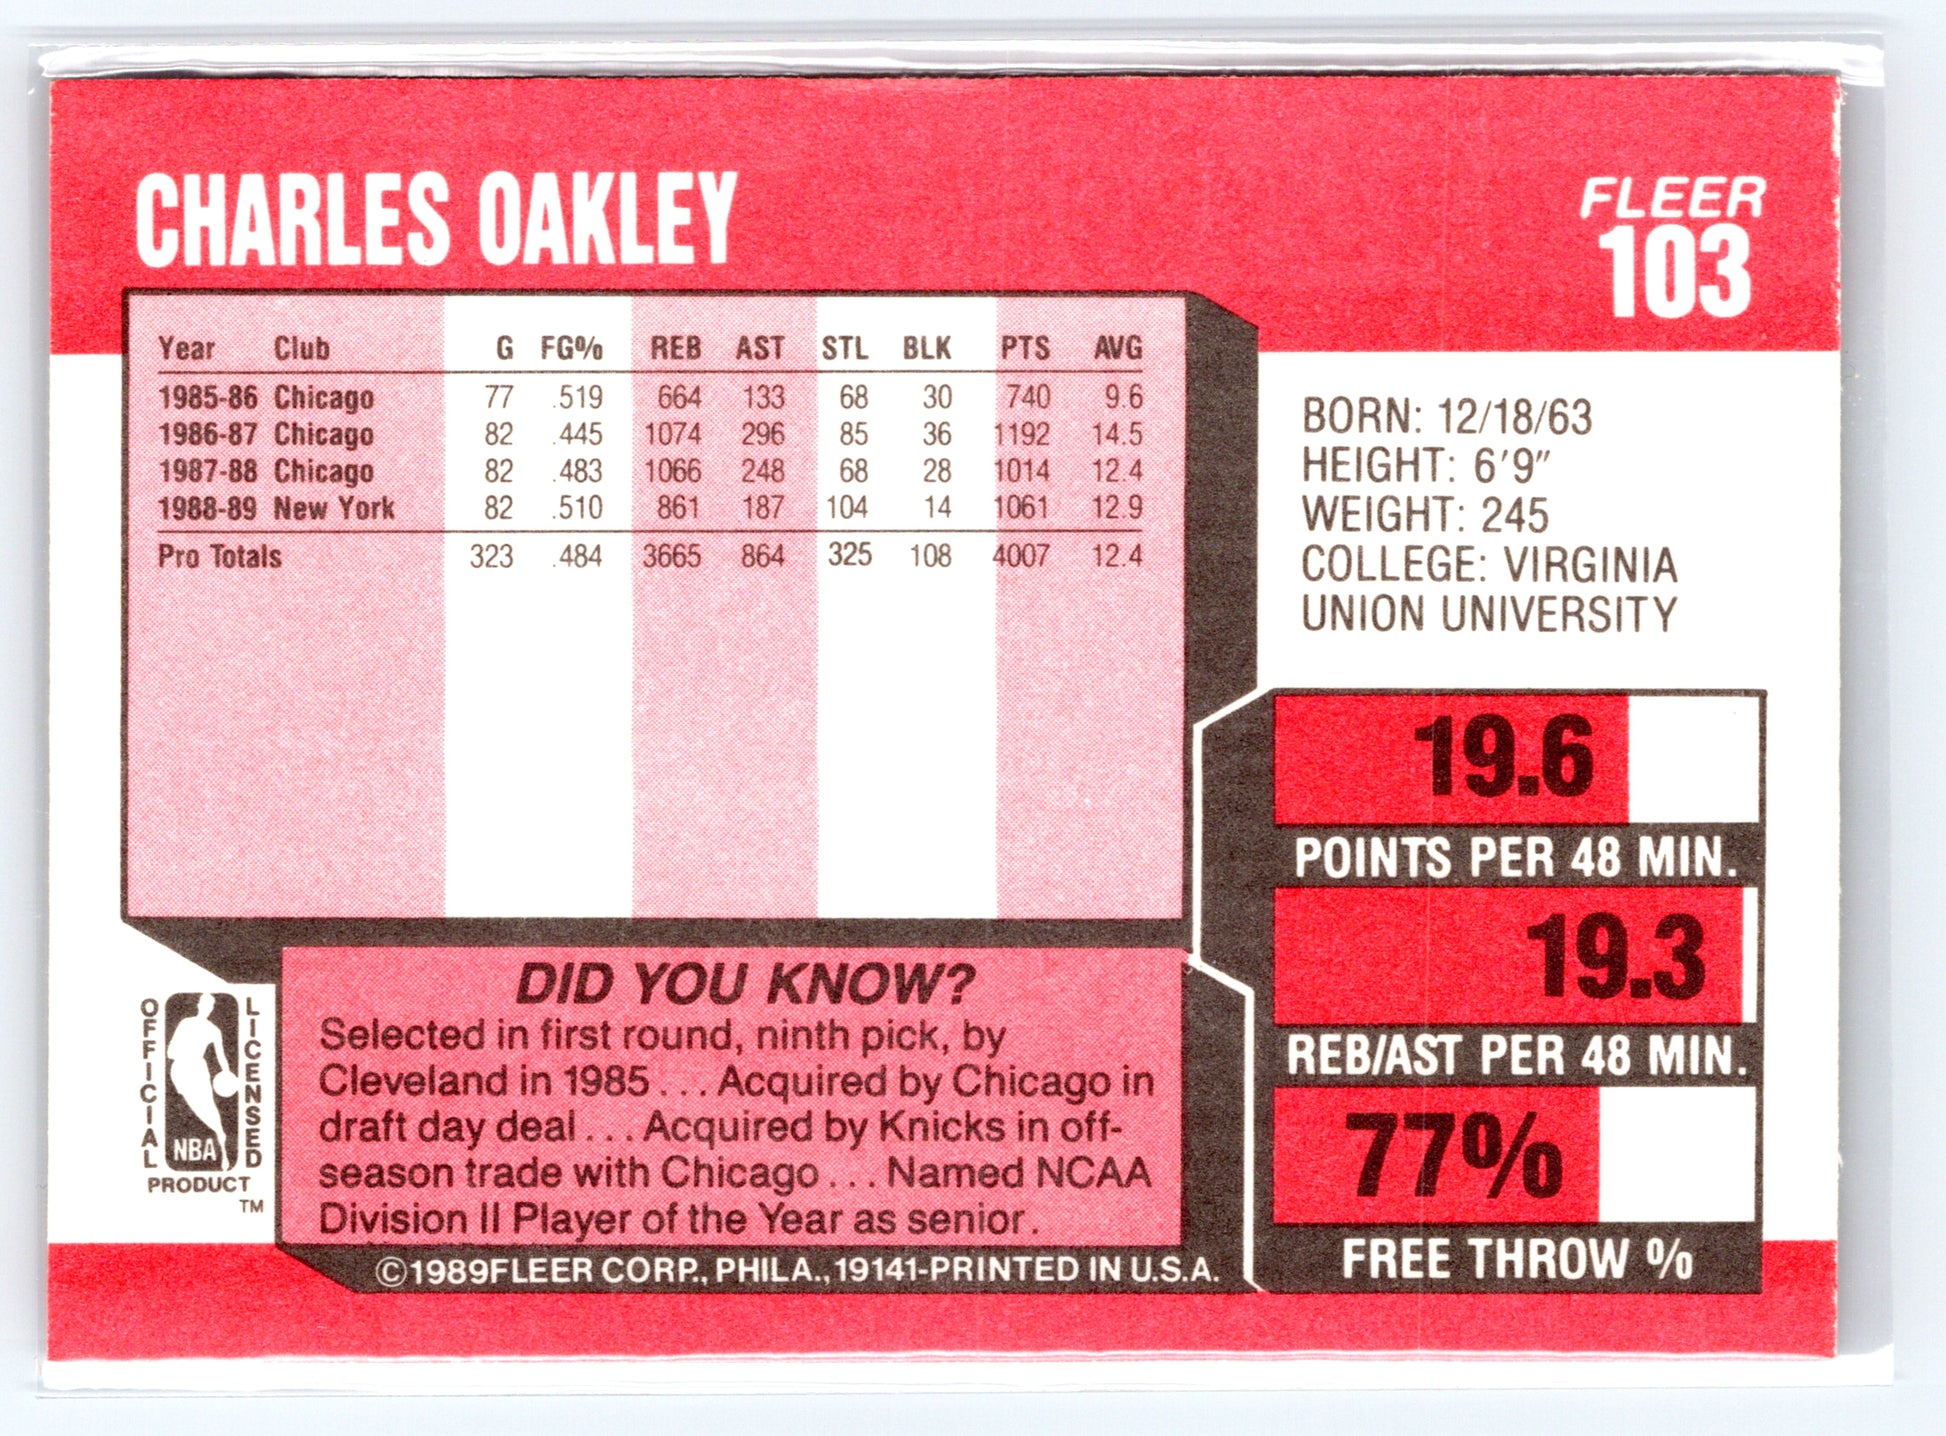 CHARLES OAKLEY
FLEER
103
Year Club G FG% REB AST STL BLK PTS AVG
1985-86 Chicago 77 .519 664 133 68 30 740 9.6
1986-87 Chicago 82 .445 1074 296 85 36 1192 14.5
1987-88 Chicago 82 .483 1066 248 68 28 1014 12.4
1988-89 New York 82 .510 861 187 104 14 1061 12.9
Pro Totals 323 .484 3665 864 325 108 4007 12.4
BORN: 12/18/63
HEIGHT: 6'9"
WEIGHT: 245
COLLEGE: VIRGINIA
UNION UNIVERSITY
19.6
POINTS PER 48 MIN.
19.3
REB/AST PER 48 MIN.
77%
FREE THROW %
DID YOU KNOW?
Selected in first round, ninth pick, by
Cleveland in 1985... Acquired by Chicago in
draft day deal... Acquired by Knicks in off-
season trade with Chicago... Named NCAA
Division II Player of the Year as senior.
OFFICIAL
LICENSED
NBA
PRODUCT
TM
©1989FLEER CORP., PHILA., 19141-PRINTED IN U.S.A.